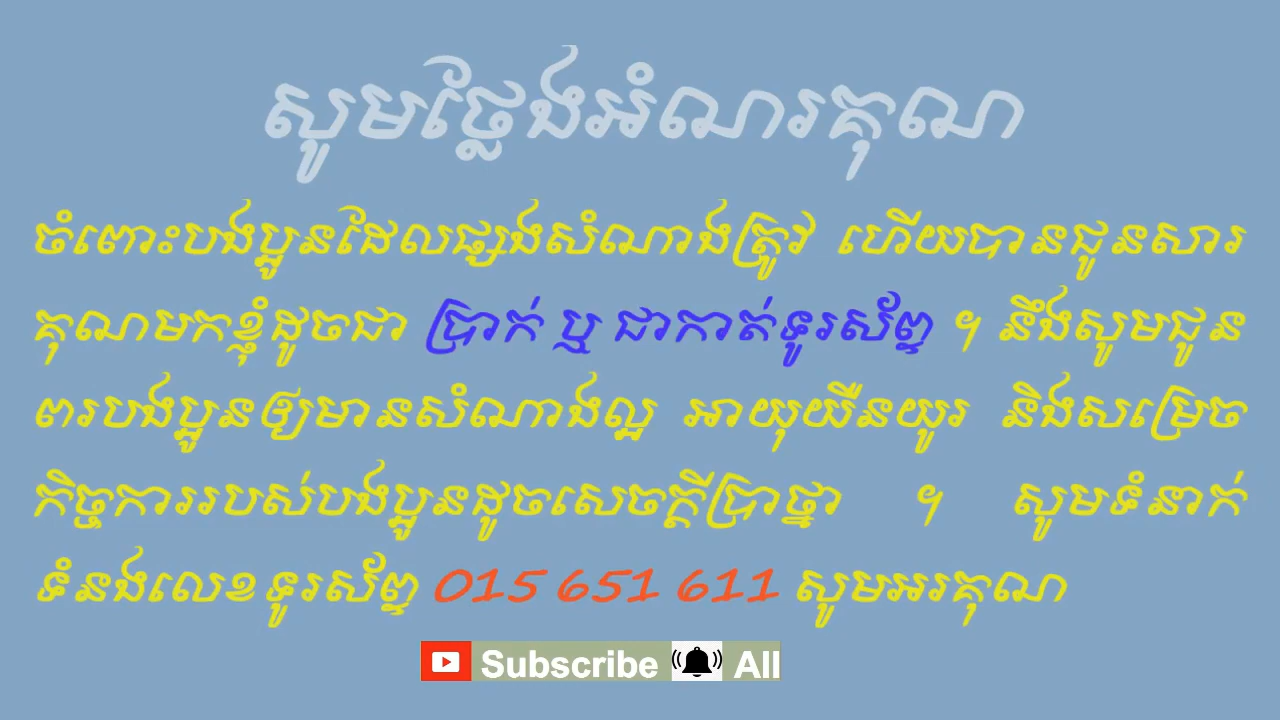 សូមថ្លែងអំណរគុណ
ចំពោះបងប្អូនដែលផ្សងសំណាងត្រូវ ហើយបានជូនសារ
គុណមកខ្ញុំដូចជា ប្រាក់ ឬ ជាកាត់ទូរស័ព្ទ ។ នឹងសូមជូន
ពរបងប្អូនឲ្យមានសំណាងល្អ អាយុយឺនយូរ និងសម្រេច
កិច្ចការរបស់បងប្អូនដូចសេចក្ដីប្រាថ្នា ។ សូមទំនាក់
ទំនងលេខទូរស័ព្ទ 015 651 611 សូមអរគុណ
Subscribe All